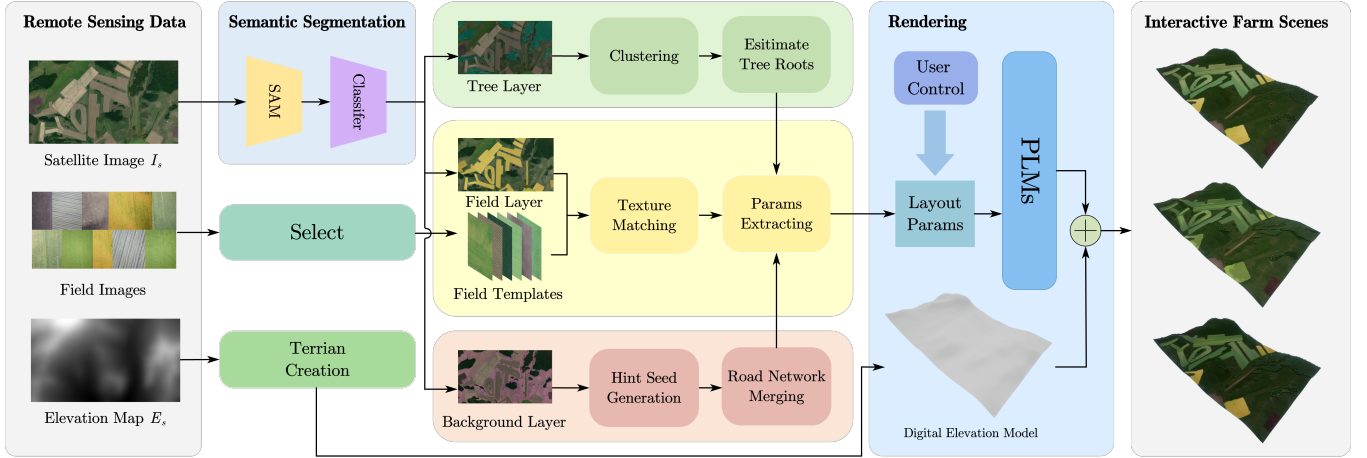 Remote Sensing Data
Satellite Image I_s
Field Images
Elevation Map E_s
Semantic Segmentation
SAM
Classifer
Select
Terrian
Creation
Tree Layer
Clustering
Esitimate
Tree Roots
Field Layer
Field Templates
Texture
Matching
Params
Extracting
Background Layer
Hint Seed
Generation
Road Network
Merging
Rendering
User
Control
Layout
Params
PLMs
Digital Elevation Model
Interactive Farm Scenes